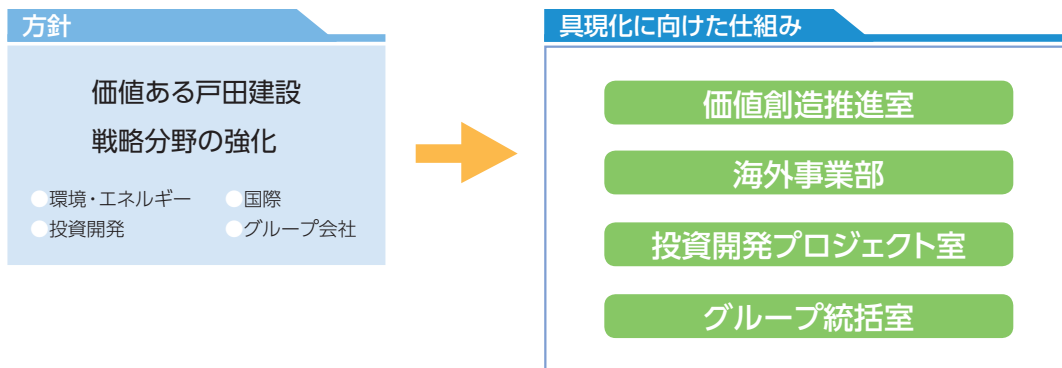 方針
価値ある戸田建設
戦略分野の強化
●環境・エネルギー ●国際
●投資開発 ●グループ会社
具現化に向けた仕組み
価値創造推進室
海外事業部
投資開発プロジェクト室
グループ統括室